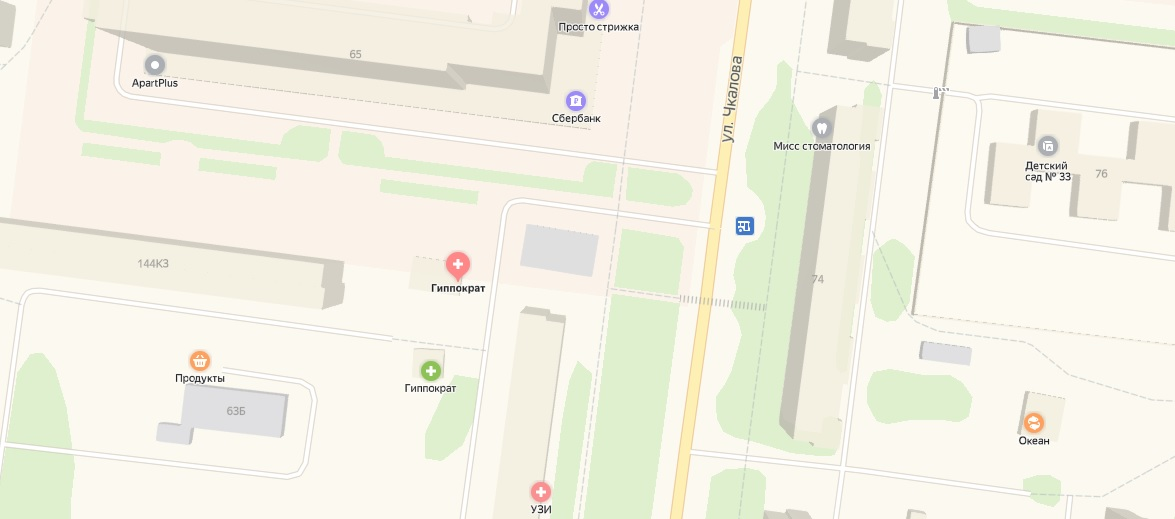 Просто стрижка
65
ApartPlus
Сбербанк
ул. Чкалова
Мисс стоматология
Детский
сад № 33
76
144К3
Гиппократ
74
Продукты
Гиппократ
63Б
Океан
УЗИ